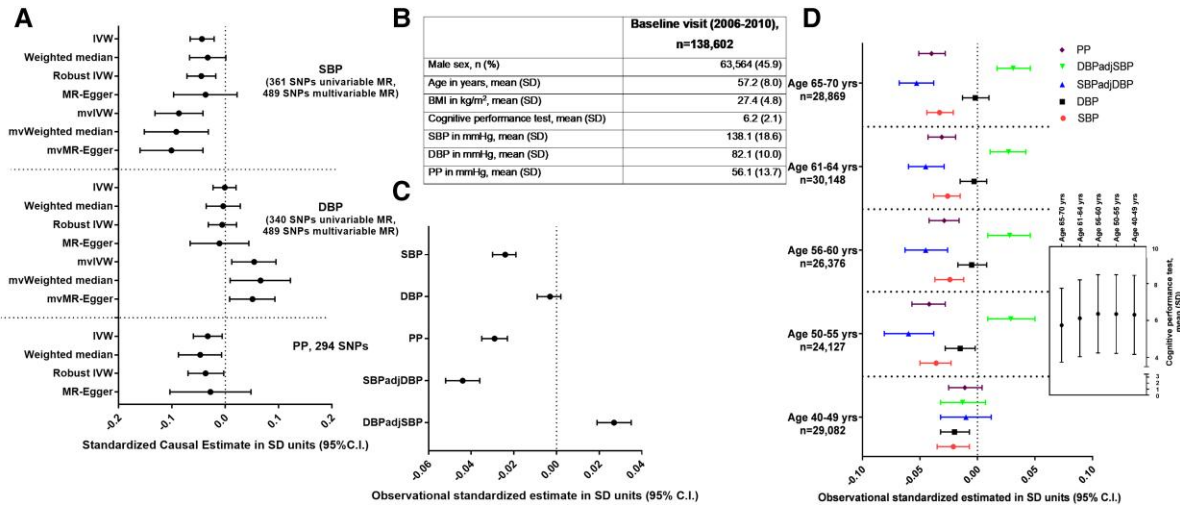 A
IVW
Weighted median
Robust IVW
MR-Egger
mvIVW
mvWeighted median
mvMR-Egger
SBP
(361 SNPs univariable MR,
489 SNPs multivariable MR)
IVW
Weighted median
Robust IVW
MR-Egger
mvIVW
mvWeighted median
mvMR-Egger
DBP
(340 SNPs univariable MR,
489 SNPs multivariable MR)
IVW
Weighted median
Robust IVW
MR-Egger
PP, 294 SNPs
-0.2 -0.1 0.0 0.1 0.2
Standardized Causal Estimate in SD units (95%C.I.)
B
Baseline visit (2006-2010),
n=138,602
Male sex, n (%) 63,564 (45.9)
Age in years, mean (SD) 57.2 (8.0)
BMI in kg/m², mean (SD) 27.4 (4.8)
Cognitive performance test, mean (SD) 6.2 (2.1)
SBP in mmHg, mean (SD) 138.1 (18.6)
DBP in mmHg, mean (SD) 82.1 (10.0)
PP in mmHg, mean (SD) 56.1 (13.7)
C
SBP
DBP
PP
SBPadjDBP
DBPadjSBP
-0.06 -0.04 -0.02 0.00 0.02 0.04
Observational standardized estimate in SD units (95% C.I.)
D
Age 65-70 yrs
n=28,869
Age 61-64 yrs
n=30,148
Age 56-60 yrs
n=26,376
Age 50-55 yrs
n=24,127
Age 40-49 yrs
n=29,082
-0.10 -0.05 0.00 0.05 0.10
Observational standardized estimated in SD units (95% C.I.)
PP
DBPadjSBP
SBPadjDBP
DBP
SBP
Age 65-70 yrs
Age 61-64 yrs
Age 56-60 yrs
Age 50-55 yrs
Age 40-49 yrs
10
8
6
4
3
2
1
0
Cognitive performance test,
mean (SD)